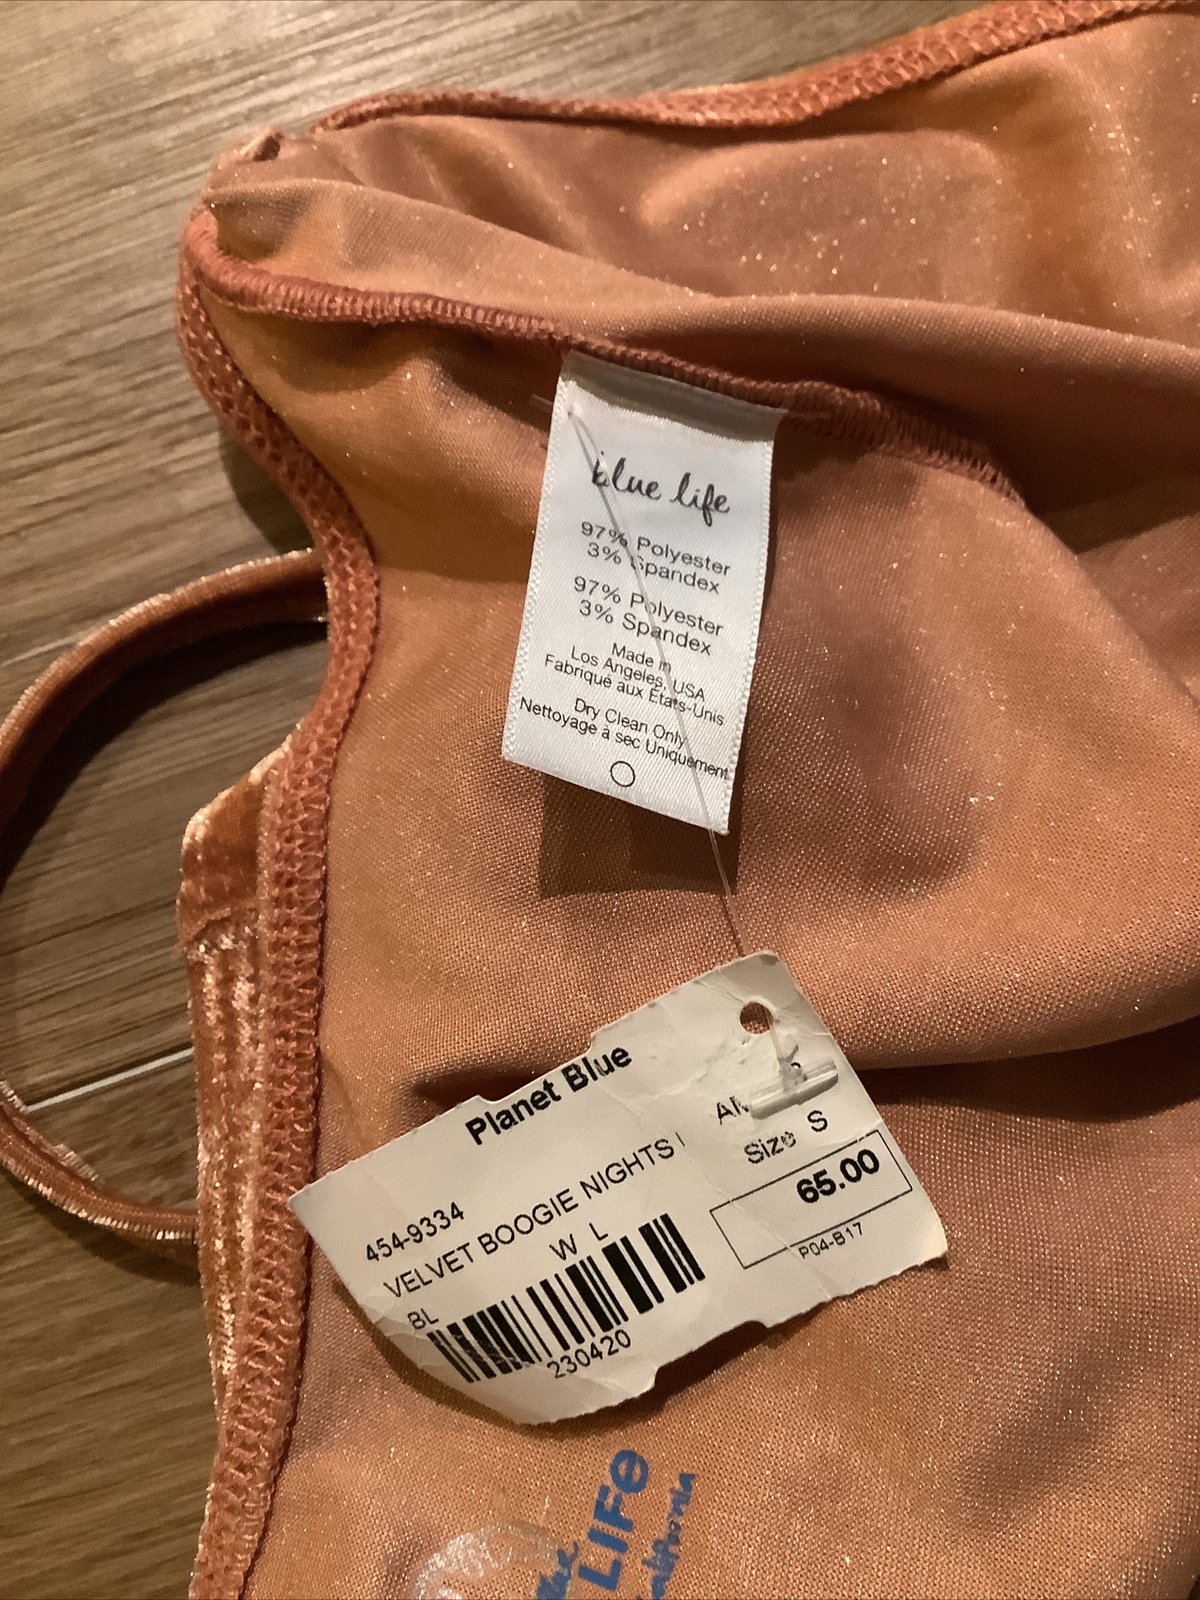 blue life
97% Polyester
3% Spandex
97% Polyester
3% Spandex
Made in
Los Angeles, USA
Fabriqué aux États-Unis
Dry Clean Only
Nettoyage à sec Uniquement
Planet Blue
Size S
454-9334
VELVET BOOGIE NIGHTS
65.00
BL W L
P04-B17
230420
LIFe